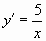 y′ = 5/x